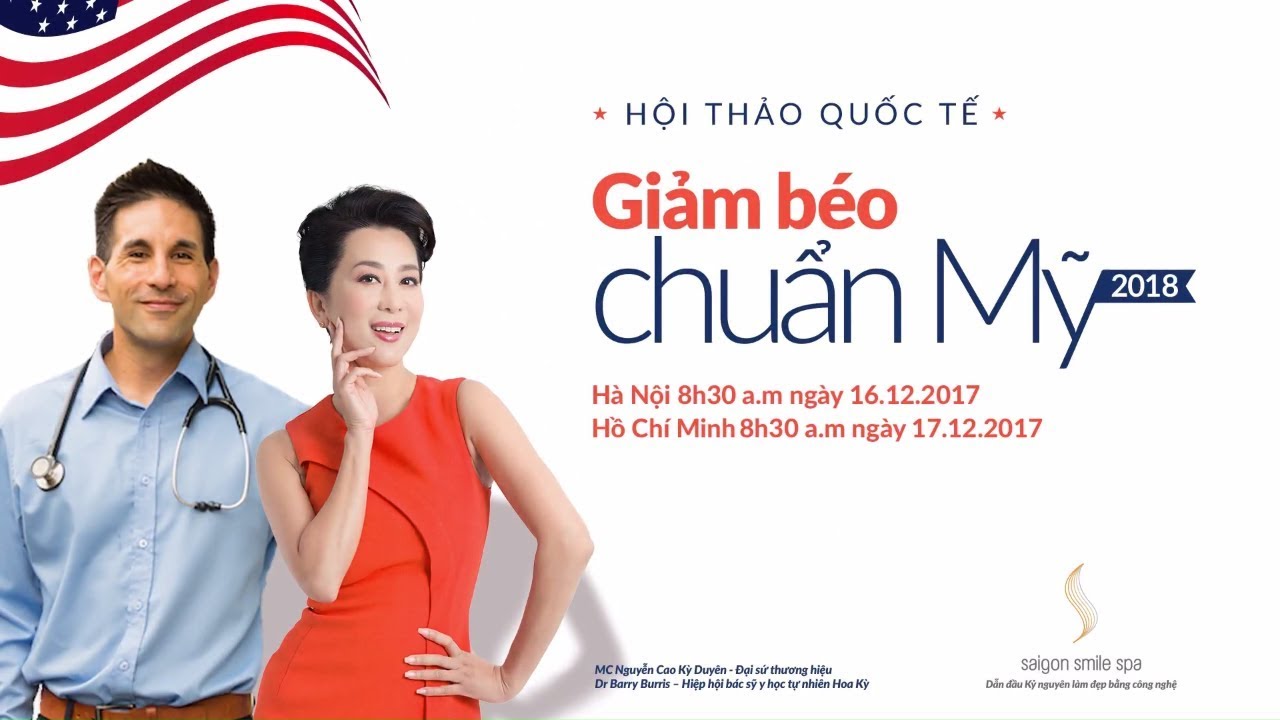 ★ HỘI THẢO QUỐC TẾ ★
Giảm béo
chuẩn Mỹ 2018
Hà Nội 8h30 a.m ngày 16.12.2017
Hồ Chí Minh 8h30 a.m ngày 17.12.2017
MC Nguyễn Cao Kỳ Duyên - Đại sứ thương hiệu
Dr Barry Burris – Hiệp hội bác sỹ y học tự nhiên Hoa Kỳ
saigon smile spa
Dẫn đầu Kỷ nguyên làm đẹp bằng công nghệ